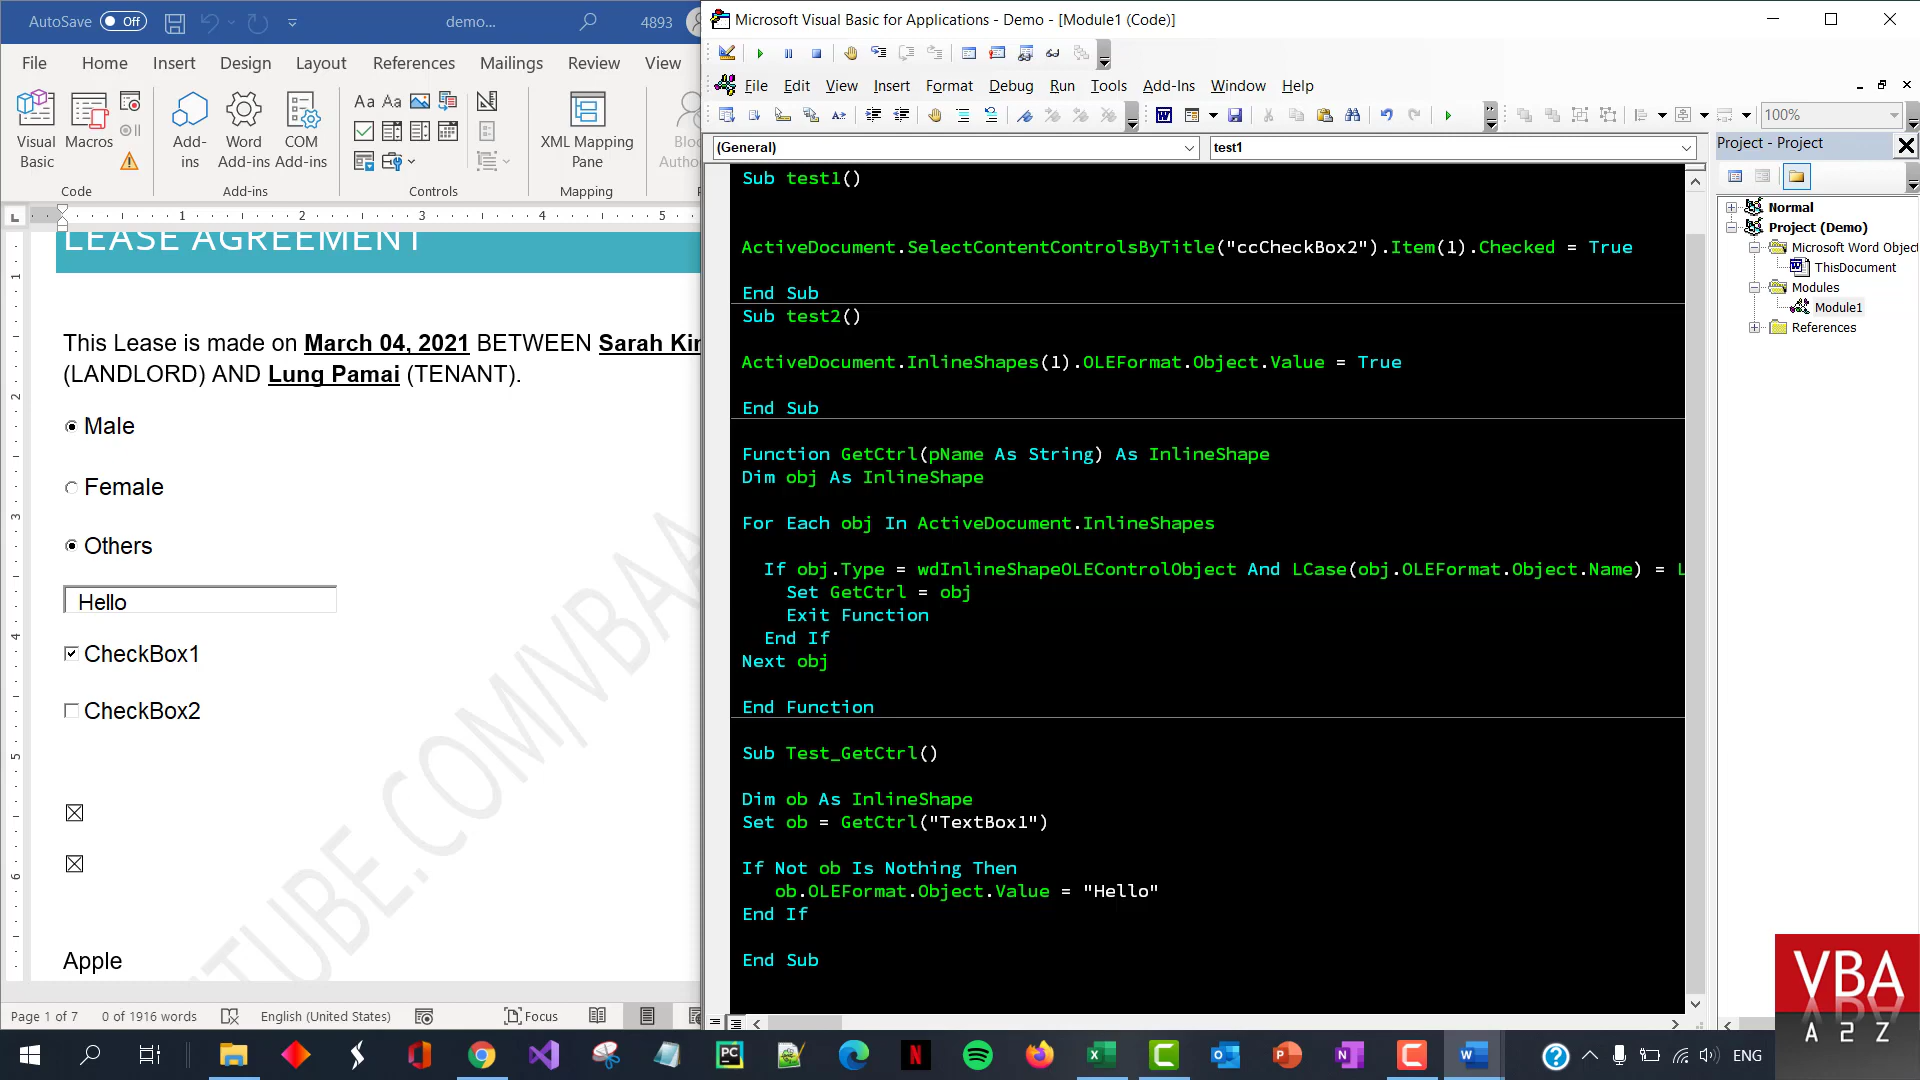 AutoSave Off demo... 4893
File Home Insert Design Layout References Mailings Review View
Visual Basic
Macros
Add-ins
Word Add-ins
COM Add-ins
XML Mapping Pane
Code Add-ins Controls Mapping
LEASE AGREEMENT
This Lease is made on March 04, 2021 BETWEEN Sarah
(LANDLORD) AND Lung Pamai (TENANT).
Male
Female
Others
Hello
CheckBox1
CheckBox2
Apple
Page 1 of 7 0 of 1916 words English (United States) Focus
Microsoft Visual Basic for Applications - Demo - [Module1 (Code)]
File Edit View Insert Format Debug Run Tools Add-Ins Window Help
100%
(General) test1
Sub test1()
ActiveDocument.SelectContentControlsByTitle("ccCheckBox2").Item(1).Checked = True
End Sub
Sub test2()
ActiveDocument.InlineShapes(1).OLEFormat.Object.Value = True
End Sub
Function GetCtrl(pName As String) As InlineShape
Dim obj As InlineShape
For Each obj In ActiveDocument.InlineShapes
If obj.Type = wdInlineShapeOLEControlObject And LCase(obj.OLEFormat.Object.Name) = L
Set GetCtrl = obj
Exit Function
End If
Next obj
End Function
Sub Test_GetCtrl()
Dim ob As InlineShape
Set ob = GetCtrl("TextBox1")
If Not ob Is Nothing Then
ob.OLEFormat.Object.Value = "Hello"
End If
End Sub
Project - Project
Normal
Project (Demo)
Microsoft Word Object
ThisDocument
Modules
Module1
References
VBA
A2Z
ENG